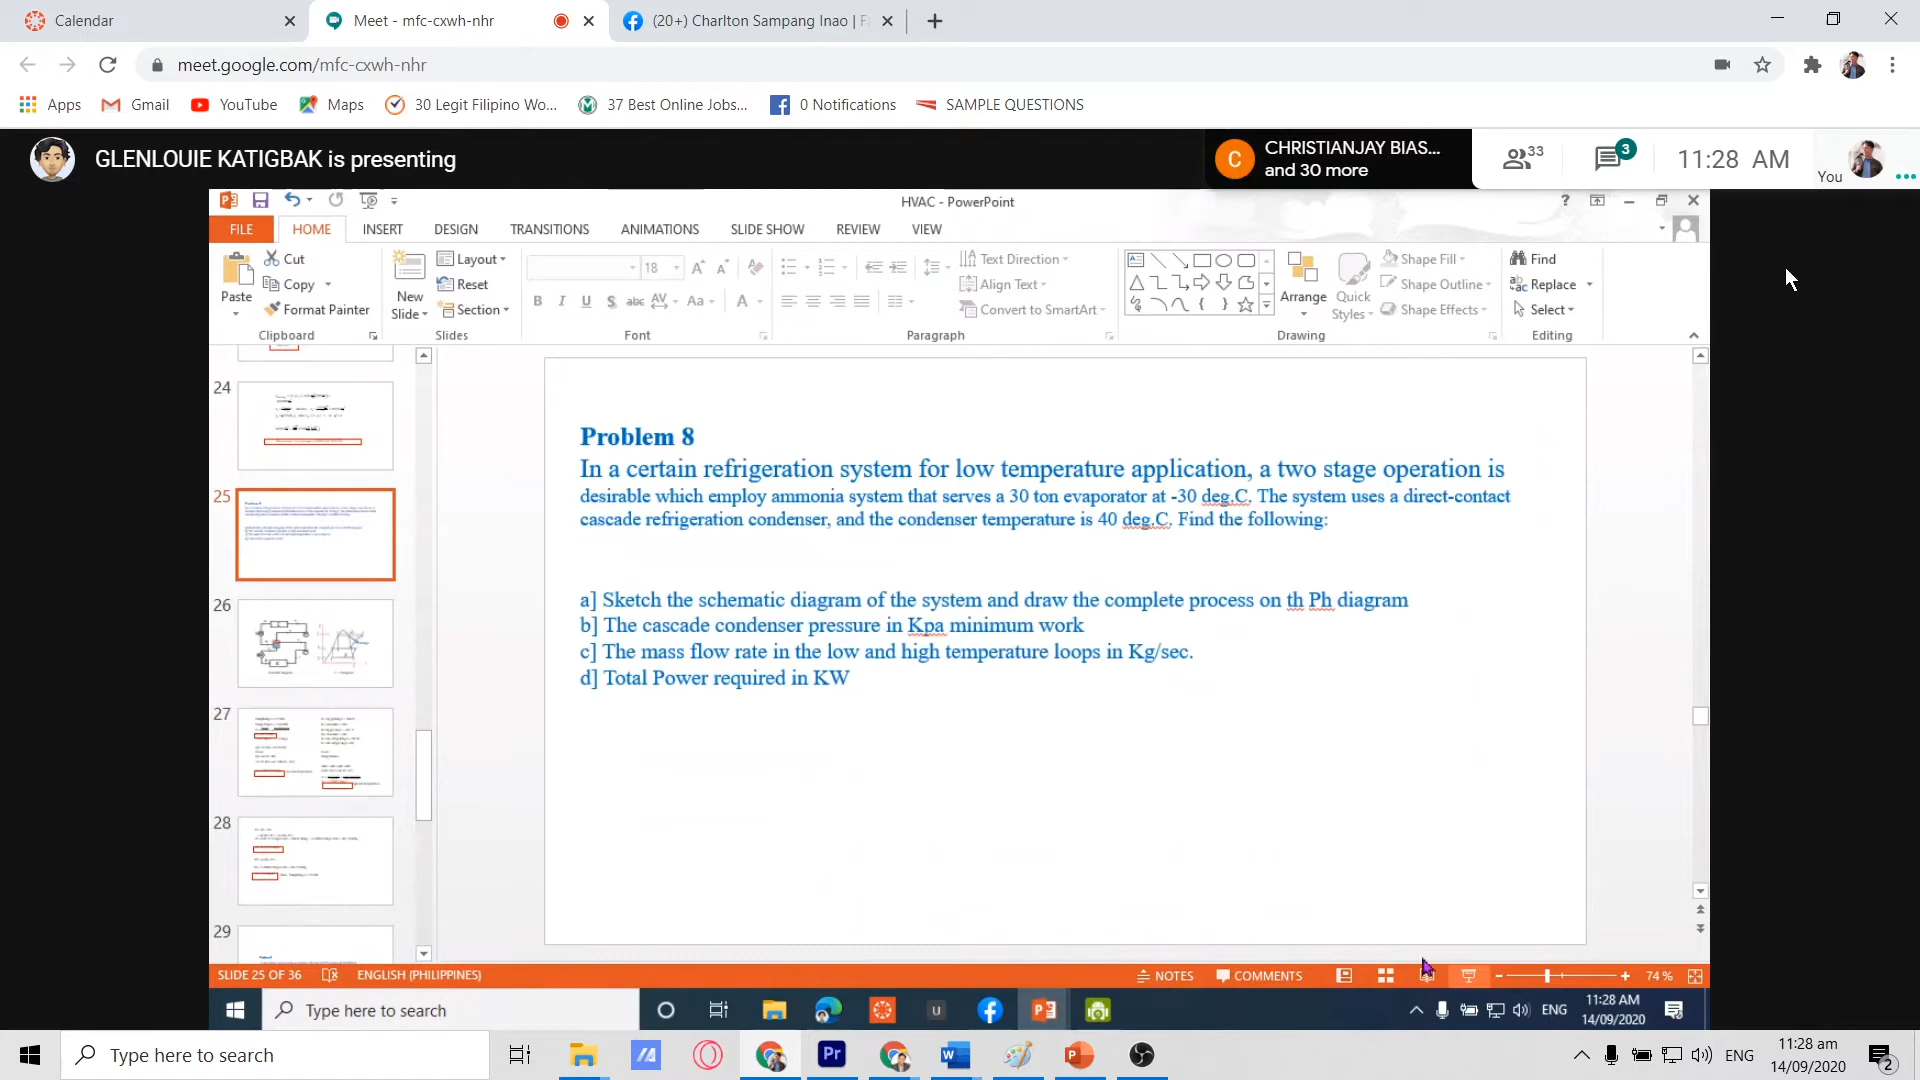 Calendar
Meet - mfc-cxwh-nhr
(20+) Charlton Sampang Inao | Fa
meet.google.com/mfc-cxwh-nhr
Apps
Gmail
YouTube
Maps
30 Legit Filipino Wo...
37 Best Online Jobs...
0 Notifications
SAMPLE QUESTIONS
GLENLOUIE KATIGBAK is presenting
C
CHRISTIANJAY BIAS...
and 30 more
33
3
11:28 AM
You
HVAC - PowerPoint
FILE
HOME
INSERT
DESIGN
TRANSITIONS
ANIMATIONS
SLIDE SHOW
REVIEW
VIEW
Paste
Cut
Copy
Format Painter
Clipboard
New
Slide
Layout
Reset
Section
Slides
18
Font
Text Direction
Align Text
Convert to SmartArt
Paragraph
Arrange
Quick
Styles
Shape Fill
Shape Outline
Shape Effects
Drawing
Find
Replace
Select
Editing
24
25
26
27
28
29
Problem 8
In a certain refrigeration system for low temperature application, a two stage operation is
desirable which employ ammonia system that serves a 30 ton evaporator at -30 deg.C. The system uses a direct-contact
cascade refrigeration condenser, and the condenser temperature is 40 deg.C. Find the following:
a] Sketch the schematic diagram of the system and draw the complete process on th Ph diagram
b] The cascade condenser pressure in Kpa minimum work
c] The mass flow rate in the low and high temperature loops in Kg/sec.
d] Total Power required in KW
SLIDE 25 OF 36
ENGLISH (PHILIPPINES)
NOTES
COMMENTS
74 %
Type here to search
ENG
11:28 AM
14/09/2020
Type here to search
ENG
11:28 am
14/09/2020
2